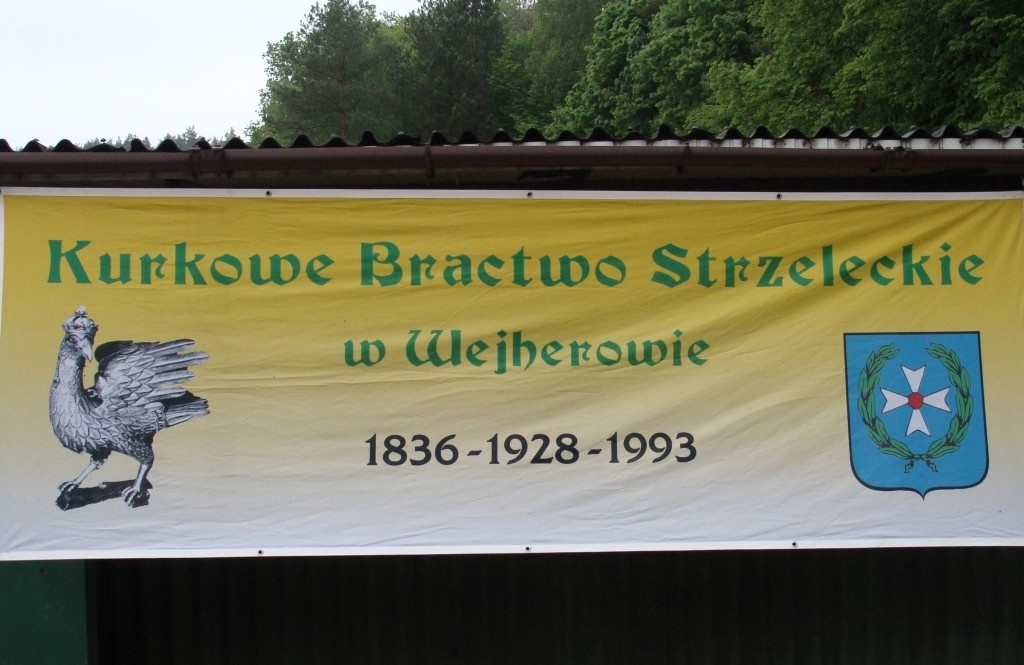 Kurkowe Bractwo Strzeleckie
w Wejherowie
1836 - 1928 - 1993